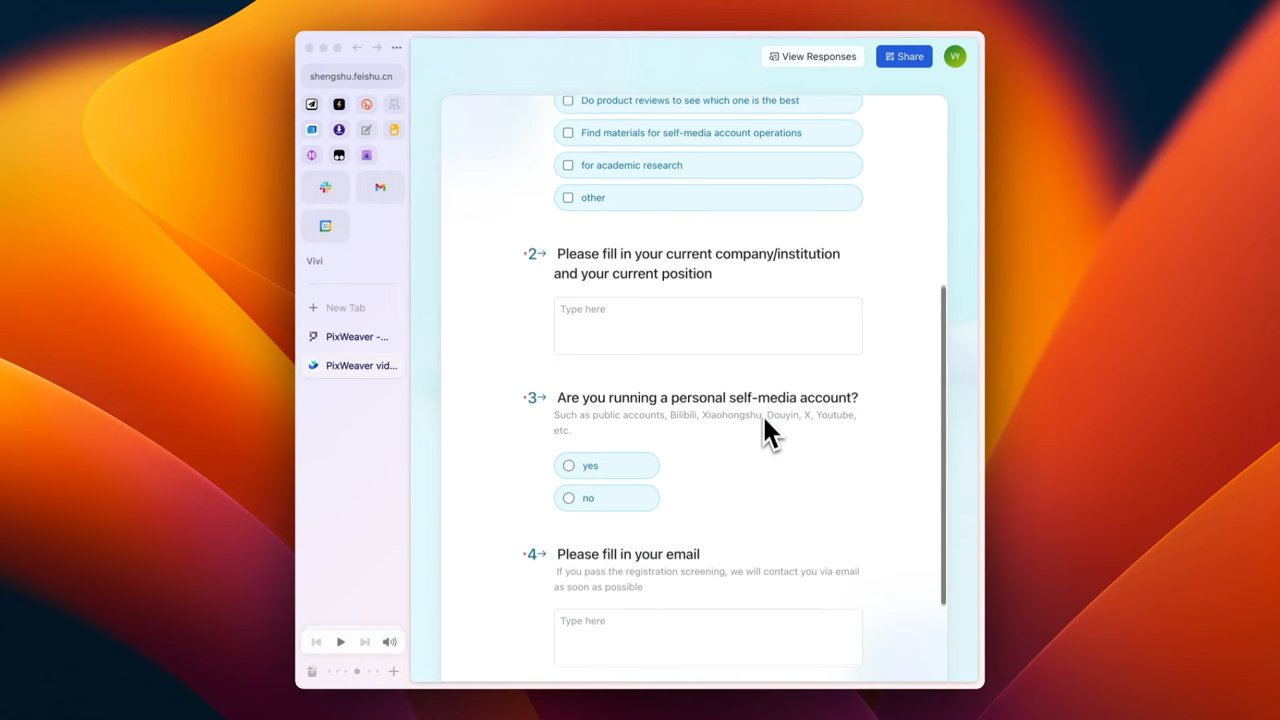 View Responses
Share
VY
shengshu.feishu.cn
Do product reviews to see which one is the best
Find materials for self-media account operations
for academic research
other
Vivi
New Tab
PixWeaver -...
PixWeaver vid...
2 Please fill in your current company/institution
and your current position
Type here
3 Are you running a personal self-media account?
Such as public accounts, Bilibili, Xiaohongshu, Douyin, X, Youtube,
etc.
yes
no
4 Please fill in your email
If you pass the registration screening, we will contact you via email
as soon as possible
Type here